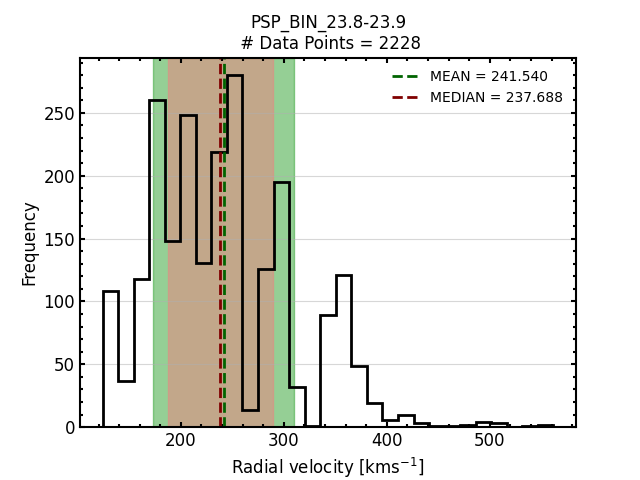 PSP_BIN_23.8-23.9
# Data Points = 2228
MEAN = 241.540
MEDIAN = 237.688
Frequency
250
200
150
100
50
0
200 300 400 500
Radial velocity [kms⁻¹]